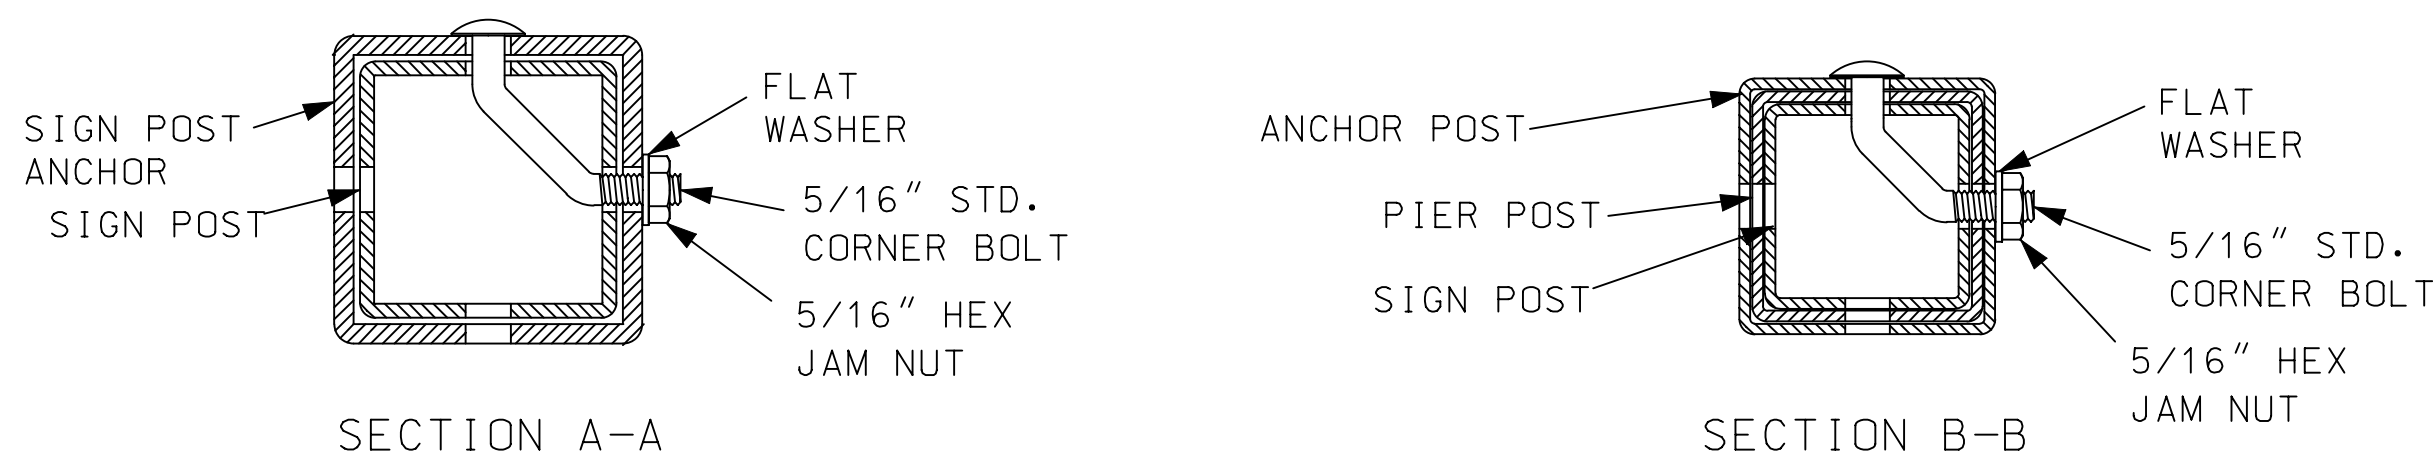 SIGN POST
ANCHOR
SIGN POST
FLAT
WASHER
5/16" STD.
CORNER BOLT
5/16" HEX
JAM NUT
SECTION A-A
ANCHOR POST
PIER POST
SIGN POST
FLAT
WASHER
5/16" STD.
CORNER BOLT
5/16" HEX
JAM NUT
SECTION B-B